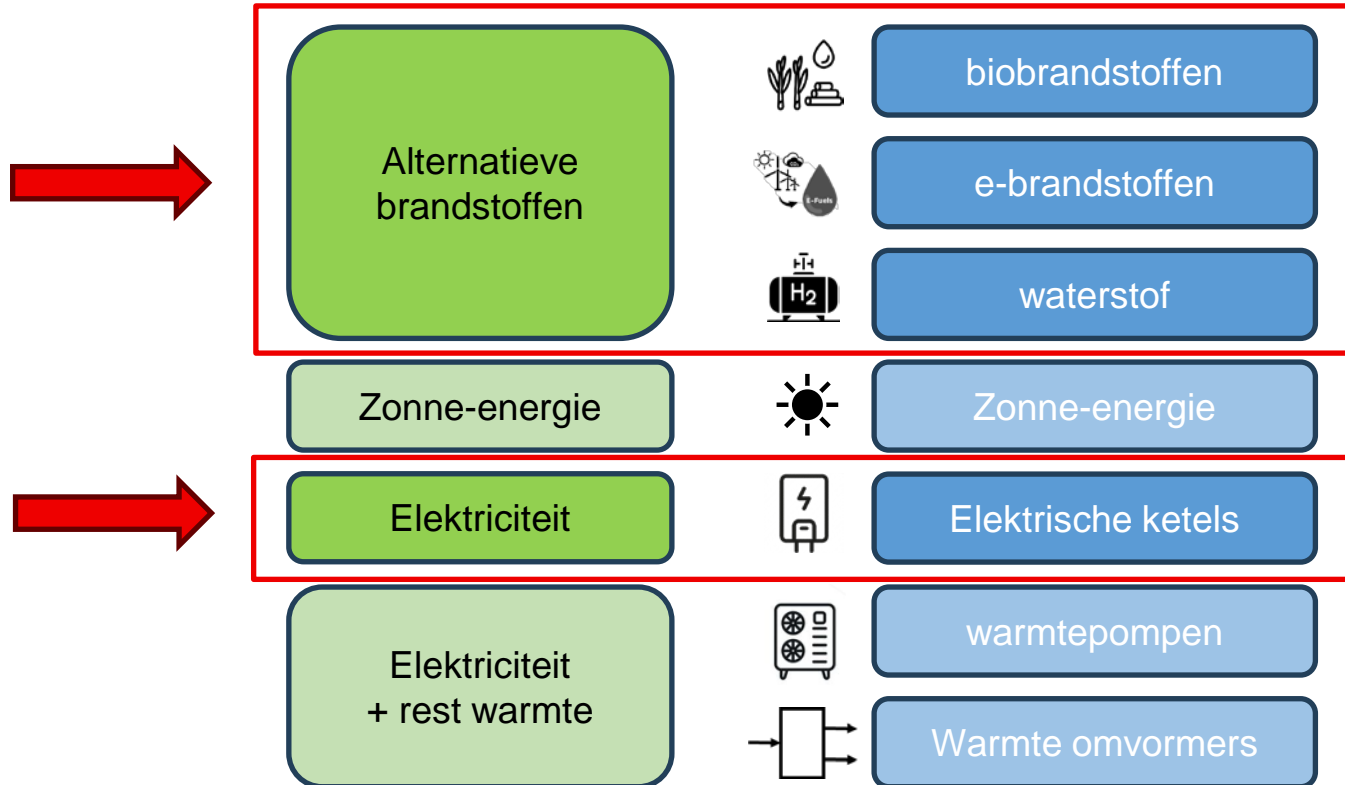 Alternatieve
brandstoffen
biobrandstoffen
E-Fuels
e-brandstoffen
H2
waterstof
Zonne-energie
Zonne-energie
Elektriciteit
Elektrische ketels
Elektriciteit
+ rest warmte
warmtepompen
Warmte omvormers